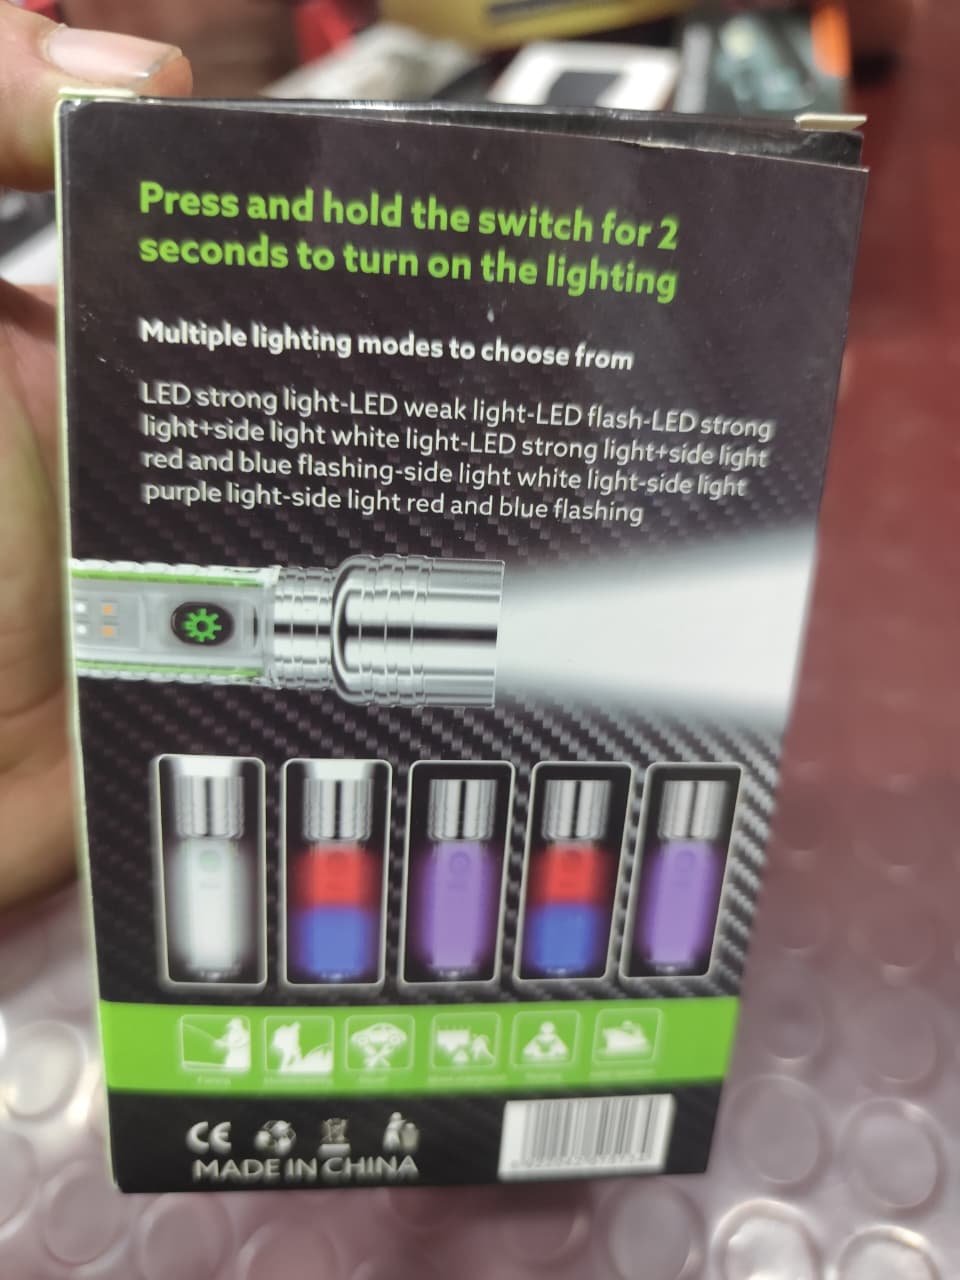 Press and hold the switch for 2
seconds to turn on the lighting
Multiple lighting modes to choose from
LED strong light-LED weak light-LED flash-LED strong
light+side light white light-LED strong light+side light
red and blue flashing-side light white light-side light
purple light-side light red and blue flashing
CE
MADE IN CHINA